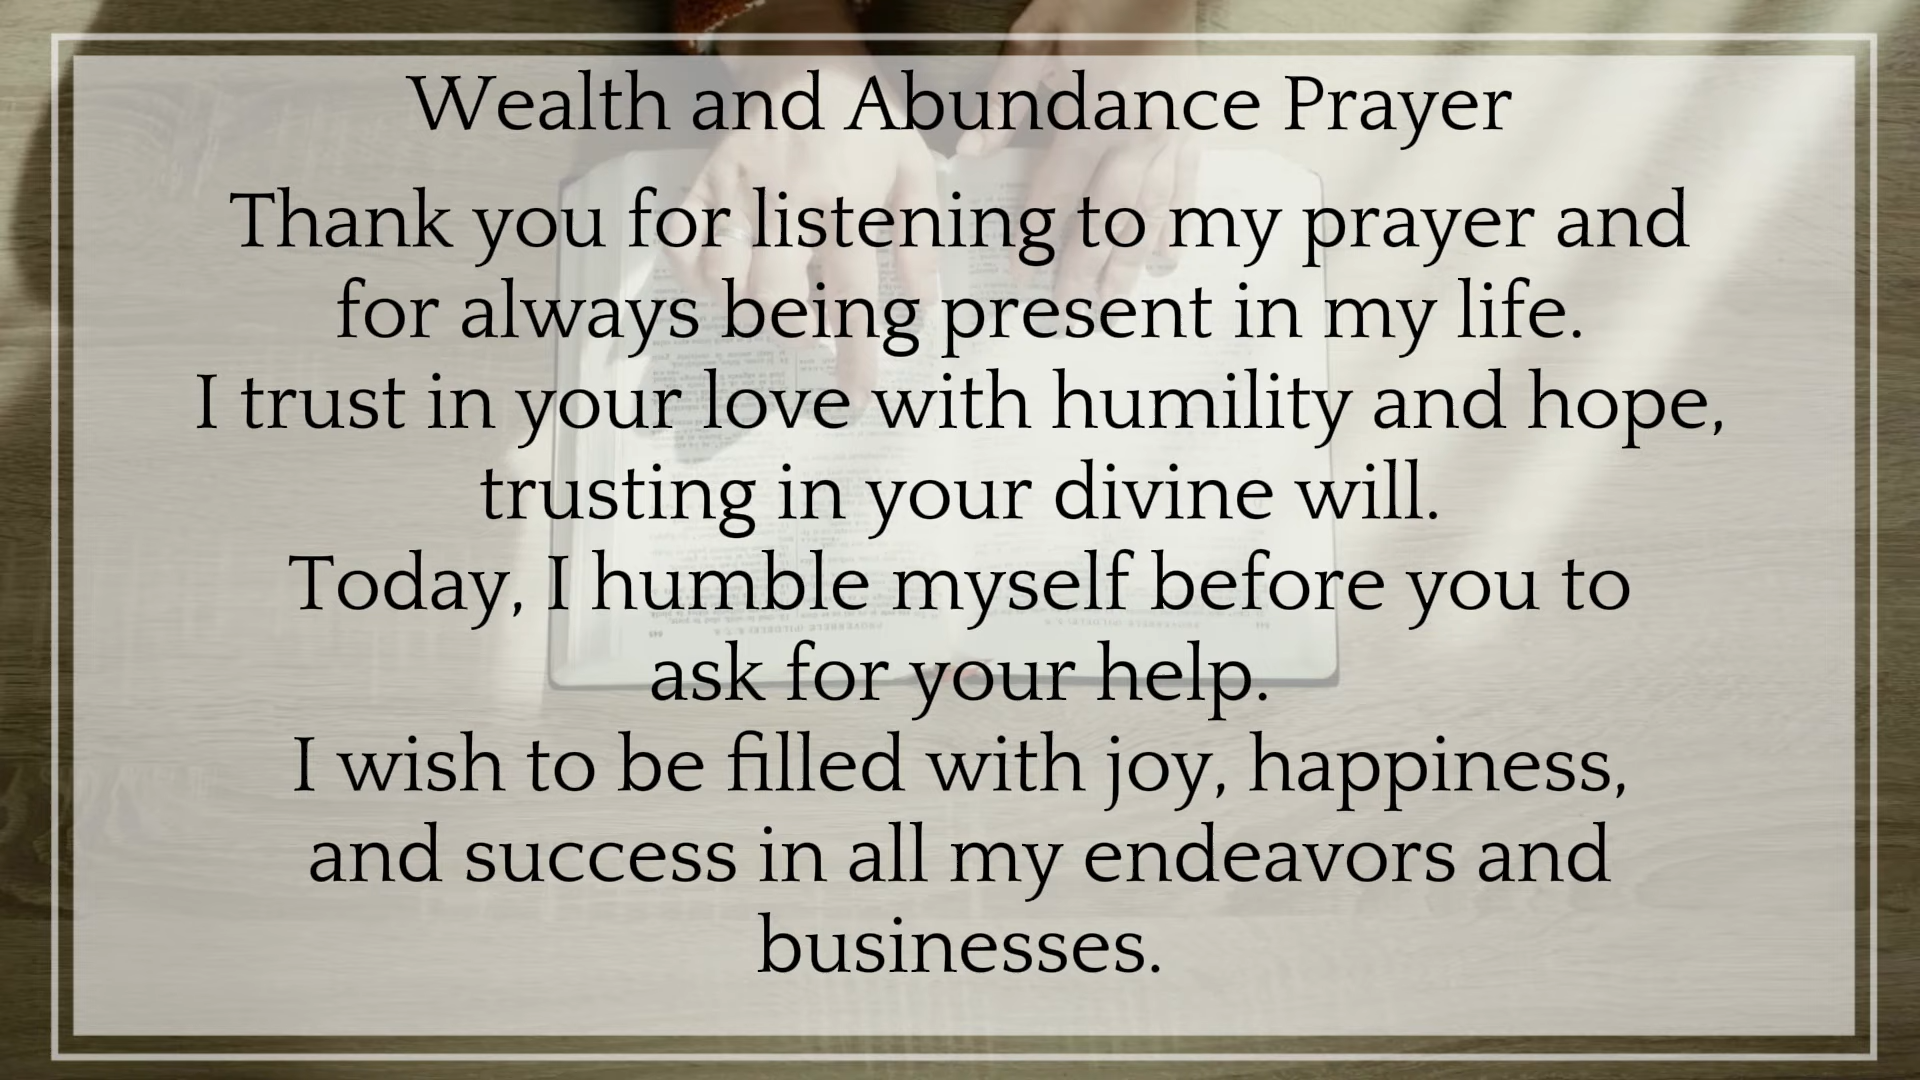 Wealth and Abundance Prayer
Thank you for listening to my prayer and
for always being present in my life.
I trust in your love with humility and hope,
trusting in your divine will.
Today, I humble myself before you to
ask for your help.
I wish to be filled with joy, happiness,
and success in all my endeavors and
businesses.